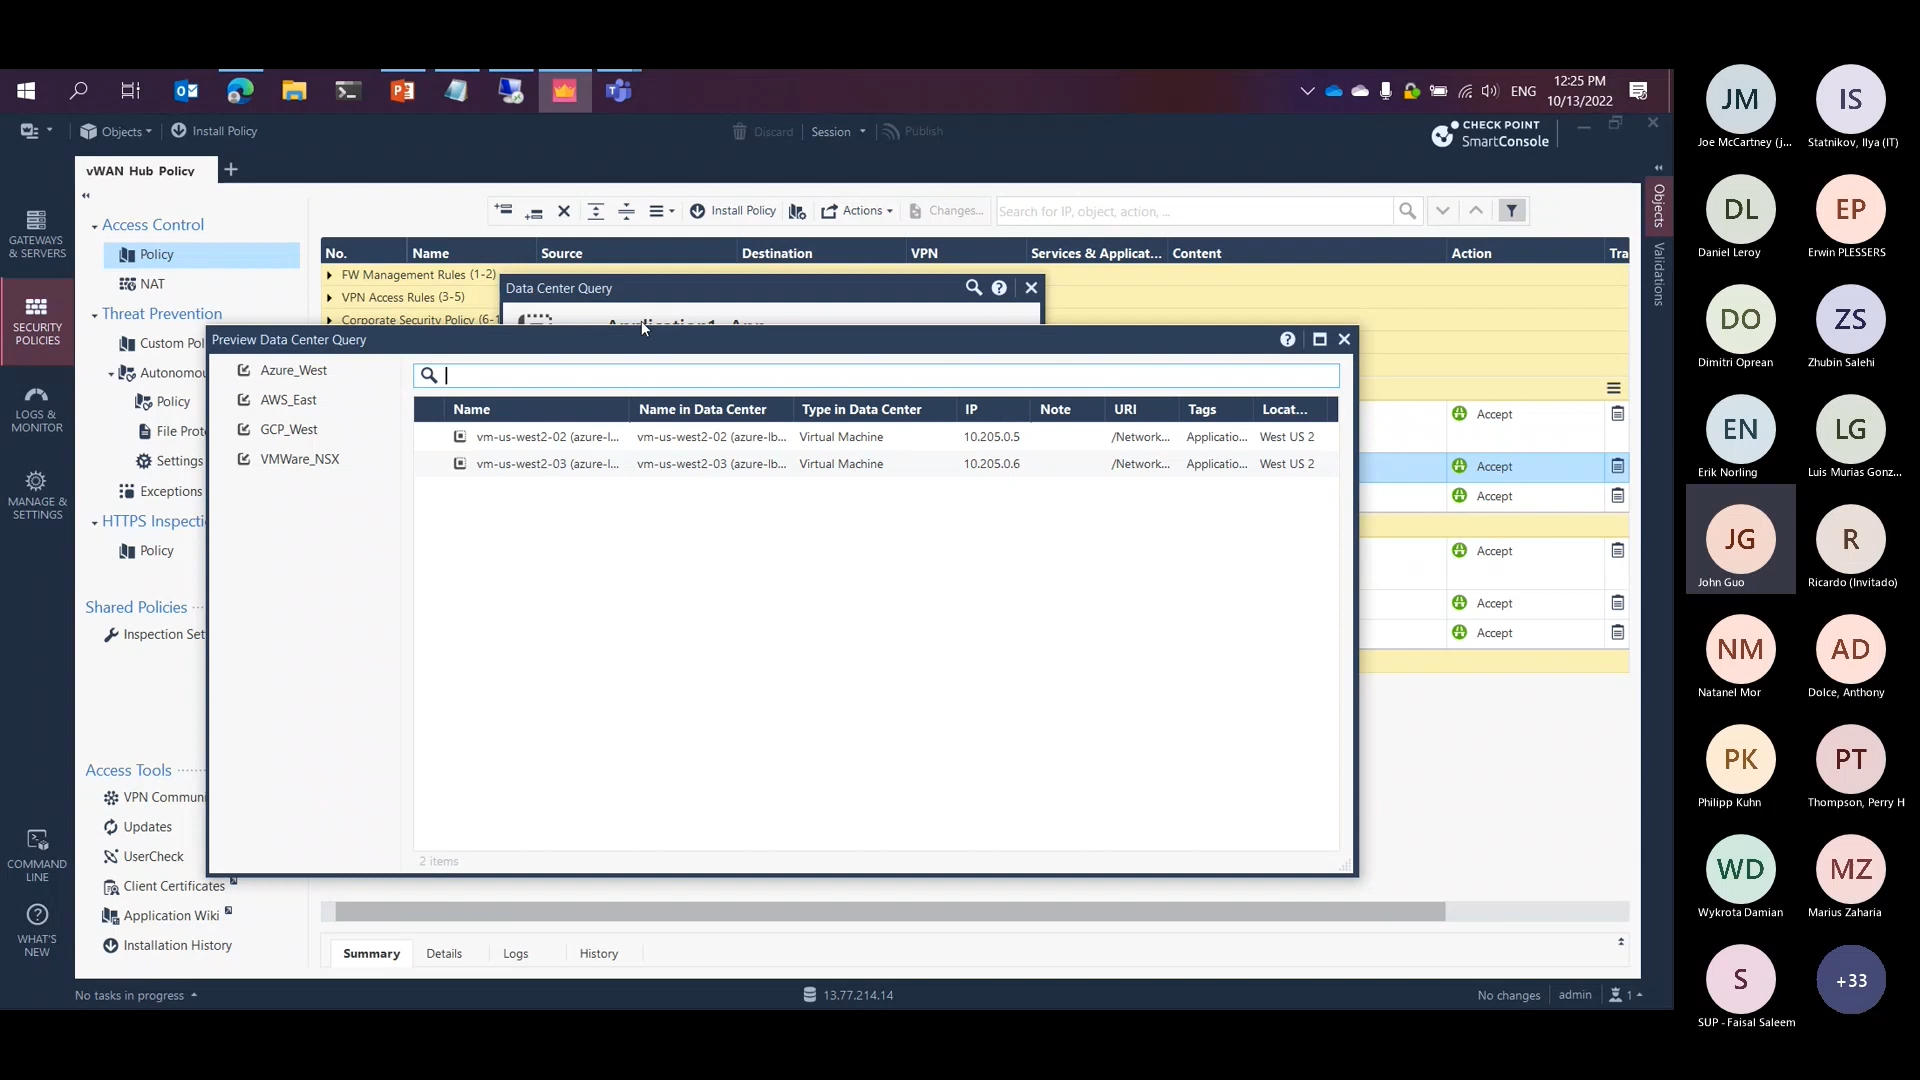 ENG
12:25 PM
10/13/2022
Objects
Install Policy
Discard
Session
Publish
CHECK POINT
SmartConsole
vWAN Hub Policy
GATEWAYS
& SERVERS
SECURITY
POLICIES
LOGS &
MONITOR
MANAGE &
SETTINGS
COMMAND
LINE
WHAT'S
NEW
Access Control
Policy
NAT
Threat Prevention
Custom Pol
Autonomou
Policy
File Prote
Settings
Exceptions
HTTPS Inspecti
Policy
Shared Policies
Inspection Set
Access Tools
VPN Commun
Updates
UserCheck
Client Certificates
Application Wiki
Installation History
Install Policy
Actions
Changes...
Search for IP, object, action, ...
No. Name Source Destination VPN Services & Applicat... Content Action Tra
FW Management Rules (1-2)
VPN Access Rules (3-5)
Corporate Security Policy (6-1
Accept
Accept
Accept
Accept
Accept
Accept
Data Center Query
Preview Data Center Query
Azure_West
AWS_East
GCP_West
VMWare_NSX
Name Name in Data Center Type in Data Center IP Note URI Tags Locat...
vm-us-west2-02 (azure-l... vm-us-west2-02 (azure-lb... Virtual Machine 10.205.0.5 /Network... Applicatio... West US 2
vm-us-west2-03 (azure-l... vm-us-west2-03 (azure-lb... Virtual Machine 10.205.0.6 /Network... Applicatio... West US 2
2 items
Summary Details Logs History
No tasks in progress
13.77.214.14
No changes
admin
1
Objects
Validations
JM
Joe McCartney (j...
IS
Statnikov, Ilya (IT)
DL
Daniel Leroy
EP
Erwin PLESSERS
DO
Dimitri Oprean
ZS
Zhubin Salehi
EN
Erik Norling
LG
Luis Murias Gonz...
JG
John Guo
R
Ricardo (Invitado)
NM
Natanel Mor
AD
Dolce, Anthony
PK
Philipp Kuhn
PT
Thompson, Perry H
WD
Wykrota Damian
MZ
Marius Zaharia
S
SUP - Faisal Saleem
+33